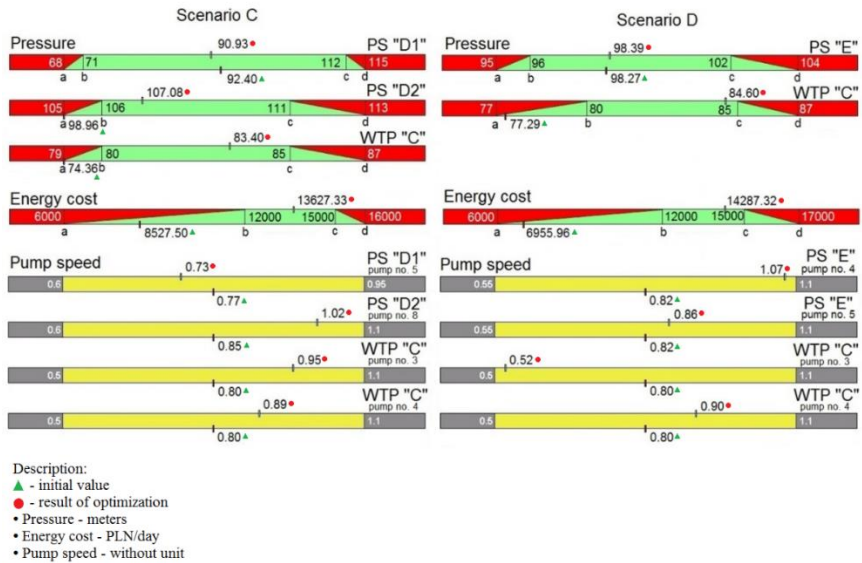 Scenario C
Pressure 90.93 PS "D1"
68 71 112 115
a b 92.40 c d
107.08 PS "D2"
105 106 111 113
a 98.96 b c d
83.40 WTP "C"
79 80 85 87
a 74.36 b c d
Energy cost 13627.33
6000 12000 15000 16000
a 8527.50 b c d
Pump speed PS "D1"
0.73 pump no. 5
0.6 0.95
0.77 PS "D2"
1.02 pump no. 8
0.6 1.1
0.85 WTP "C"
0.95 pump no. 3
0.5 1.1
0.80 WTP "C"
0.89 pump no. 4
0.5 1.1
0.80
Scenario D
Pressure 98.39 PS "E"
95 96 102 104
a b 98.27 c d
84.60 WTP "C"
77 80 85 87
a 77.29 b c d
Energy cost 14287.32
6000 12000 15000 17000
a 6955.96 b c d
Pump speed PS "E"
1.07 pump no. 4
0.55 1.1
0.82 PS "E"
0.86 pump no. 5
0.55 1.1
0.82 WTP "C"
0.52 pump no. 3
0.5 1.1
0.80 WTP "C"
0.90 pump no. 4
0.5 1.1
0.80
Description:
▲ - initial value
● - result of optimization
• Pressure - meters
• Energy cost - PLN/day
• Pump speed - without unit